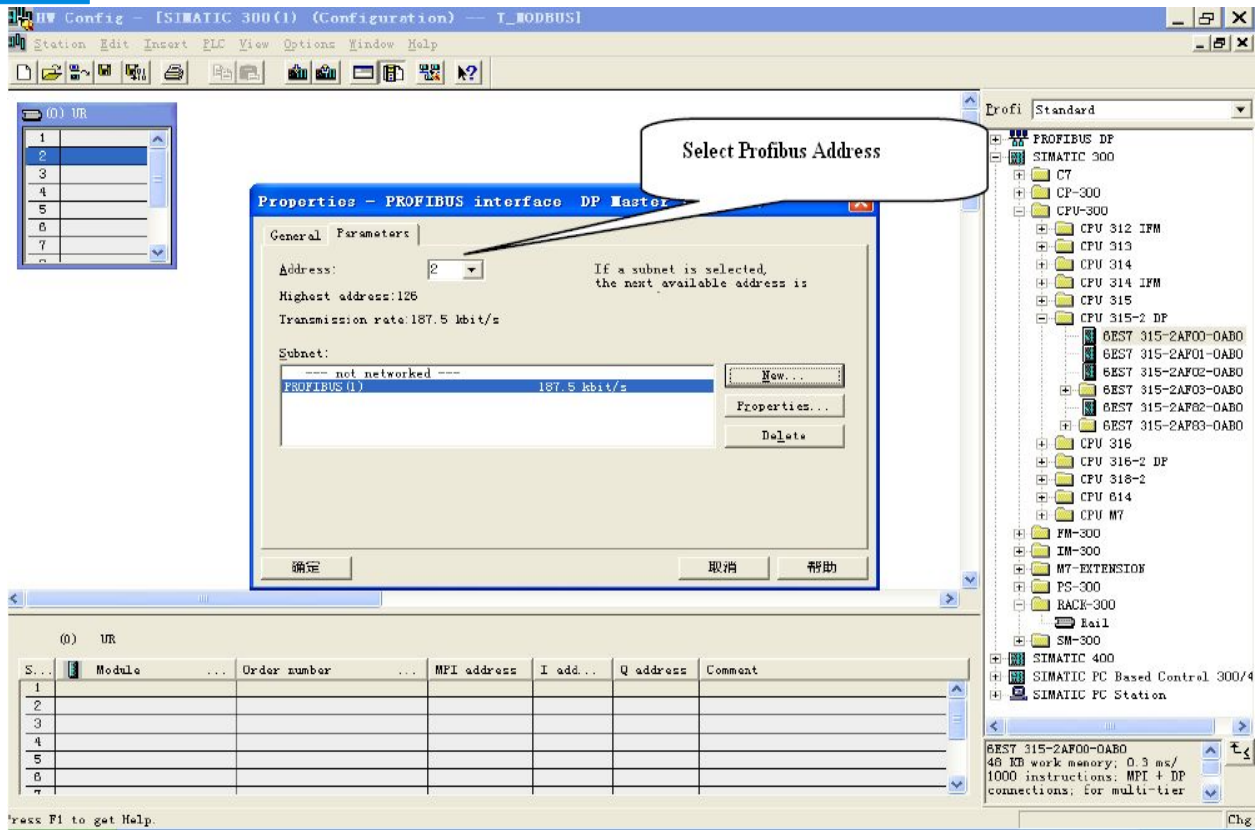 HW Config - [SIMATIC 300(1) (Configuration) -- T_MODBUS]
Station Edit Insert PLC View Options Window Help
(0) UR
1
2
3
4
5
6
7
Select Profibus Address
Properties - PROFIBUS interface DP Master
General Parameters
Address: 2
If a subnet is selected,
the next available address is
Highest address:126
Transmission rate:187.5 kbit/s
Subnet:
--- not networked ---
PROFIBUS(1) 187.5 kbit/s
New...
Properties...
Delete
确定 取消 帮助
Profi Standard
PROFIBUS DP
SIMATIC 300
C7
CP-300
CPU-300
CPU 312 IFM
CPU 313
CPU 314
CPU 314 IFM
CPU 315
CPU 315-2 DP
6ES7 315-2AF00-0AB0
6ES7 315-2AF01-0AB0
6ES7 315-2AF02-0AB0
6ES7 315-2AF03-0AB0
6ES7 315-2AF82-0AB0
6ES7 315-2AF83-0AB0
CPU 316
CPU 316-2 DP
CPU 318-2
CPU 614
CPU M7
FM-300
IM-300
M7-EXTENSION
PS-300
RACK-300
Rail
SM-300
SIMATIC 400
SIMATIC PC Based Control 300/4
SIMATIC PC Station
6ES7 315-2AF00-0AB0
48 KB work memory; 0.3 ms/
1000 instructions; MPI + DP
connections; for multi-tier
(0) UR
S... Module ... Order number ... MPI address I add... Q address Comment
1
2
3
4
5
6
7
Press F1 to get Help.
Chg